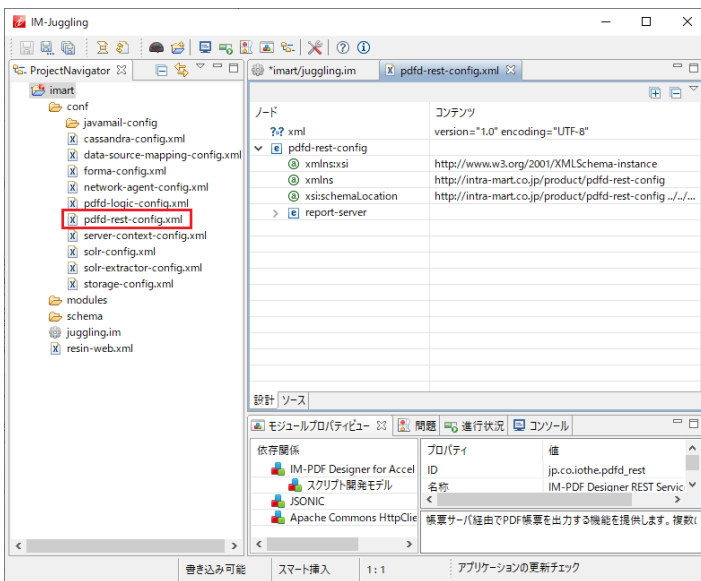 IM-Juggling
ProjectNavigator
imart
conf
javamail-config
cassandra-config.xml
data-source-mapping-config.xml
forma-config.xml
network-agent-config.xml
pdfd-logic-config.xml
pdfd-rest-config.xml
server-context-config.xml
solr-config.xml
solr-extractor-config.xml
storage-config.xml
modules
schema
juggling.im
resin-web.xml
*imart/juggling.im pdfd-rest-config.xml
ノード コンテンツ
?=? xml version="1.0" encoding="UTF-8"
pdfd-rest-config
xmlns:xsi http://www.w3.org/2001/XMLSchema-instance
xmlns http://intra-mart.co.jp/product/pdfd-rest-config
xsi:schemaLocation http://intra-mart.co.jp/product/pdfd-rest-config ../../...
report-server
設計 ソース
モジュールプロパティビュー 問題 進行状況 コンソール
依存関係
IM-PDF Designer for Accel
スクリプト開発モデル
JSONIC
Apache Commons HttpClie
プロパティ 値
ID jp.co.iothe.pdfd_rest
名称 IM-PDF Designer REST Servic
帳票サーバ経由でPDF帳票を出力する機能を提供します。複数
書き込み可能 スマート挿入 1:1 アプリケーションの更新チェック